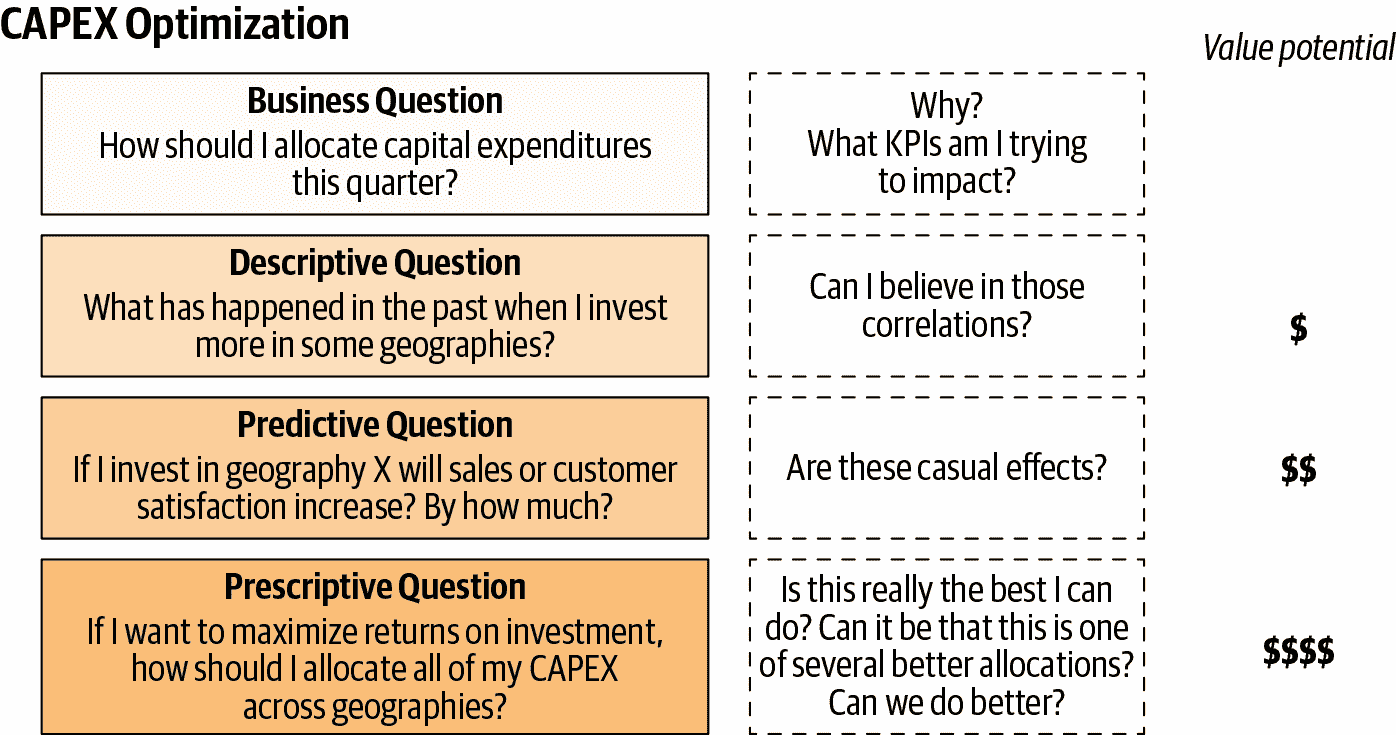 CAPEX Optimization
Value potential
Business Question
How should I allocate capital expenditures
this quarter?
Why?
What KPIs am I trying
to impact?
Descriptive Question
What has happened in the past when I invest
more in some geographies?
Can I believe in those
correlations?
$
Predictive Question
If I invest in geography X will sales or customer
satisfaction increase? By how much?
Are these casual effects?
$$
Prescriptive Question
If I want to maximize returns on investment,
how should I allocate all of my CAPEX
across geographies?
Is this really the best I can
do? Can it be that this is one
of several better allocations?
Can we do better?
$$$$